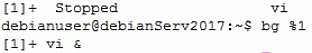 [1]+  Stopped                 vi
debianuser@debianServ2017:~$ bg %1
[1]+ vi &